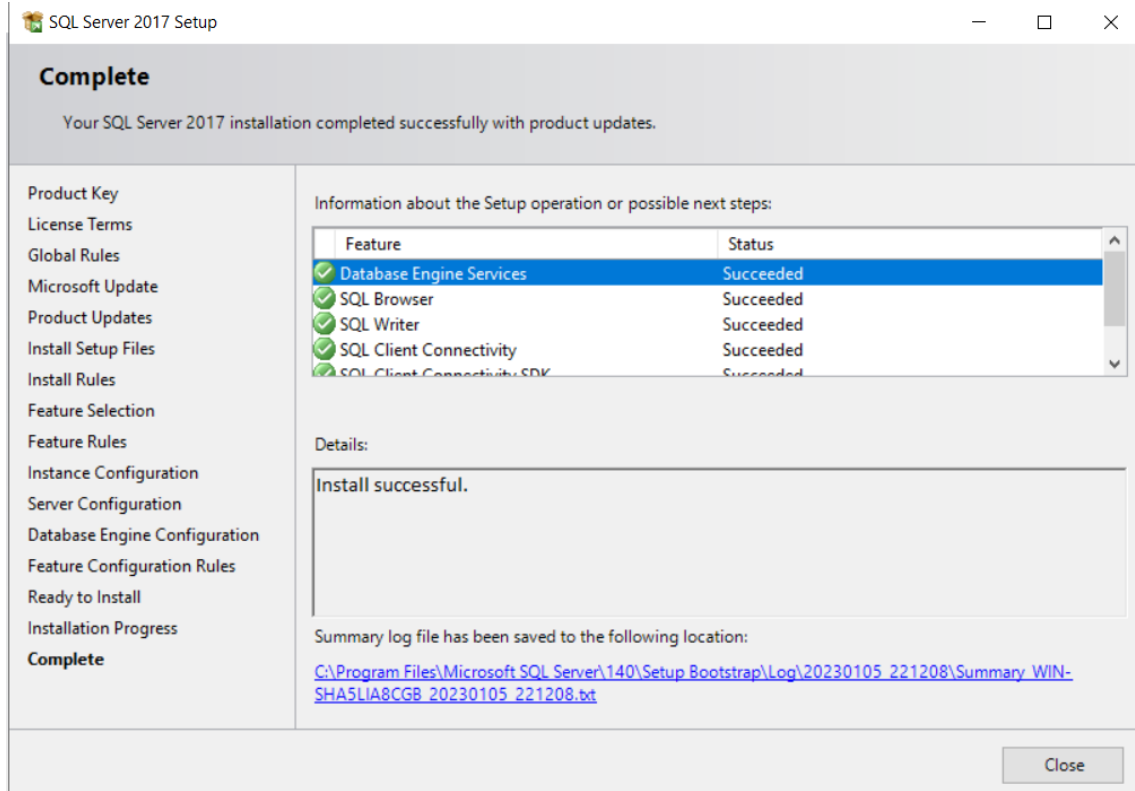 SQL Server 2017 Setup
Complete
Your SQL Server 2017 installation completed successfully with product updates.
Product Key
License Terms
Global Rules
Microsoft Update
Product Updates
Install Setup Files
Install Rules
Feature Selection
Feature Rules
Instance Configuration
Server Configuration
Database Engine Configuration
Feature Configuration Rules
Ready to Install
Installation Progress
Complete
Information about the Setup operation or possible next steps:
Feature Status
Database Engine Services Succeeded
SQL Browser Succeeded
SQL Writer Succeeded
SQL Client Connectivity Succeeded
SQL Client Connectivity SDK Succeeded
Details:
Install successful.
Summary log file has been saved to the following location:
C:\Program Files\Microsoft SQL Server\140\Setup Bootstrap\Log\20230105_221208\Summary_WIN-
SHA5LIA8CGB_20230105_221208.txt
Close